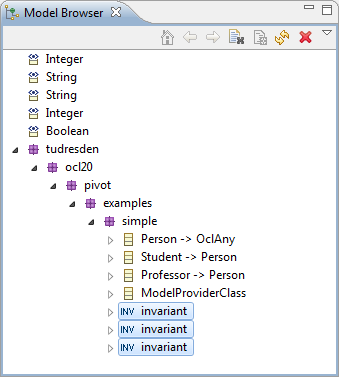 Model Browser
Integer
String
String
Integer
Boolean
tudresden
ocl20
pivot
examples
simple
Person -> OclAny
Student -> Person
Professor -> Person
ModelProviderClass
INV invariant
INV invariant
INV invariant